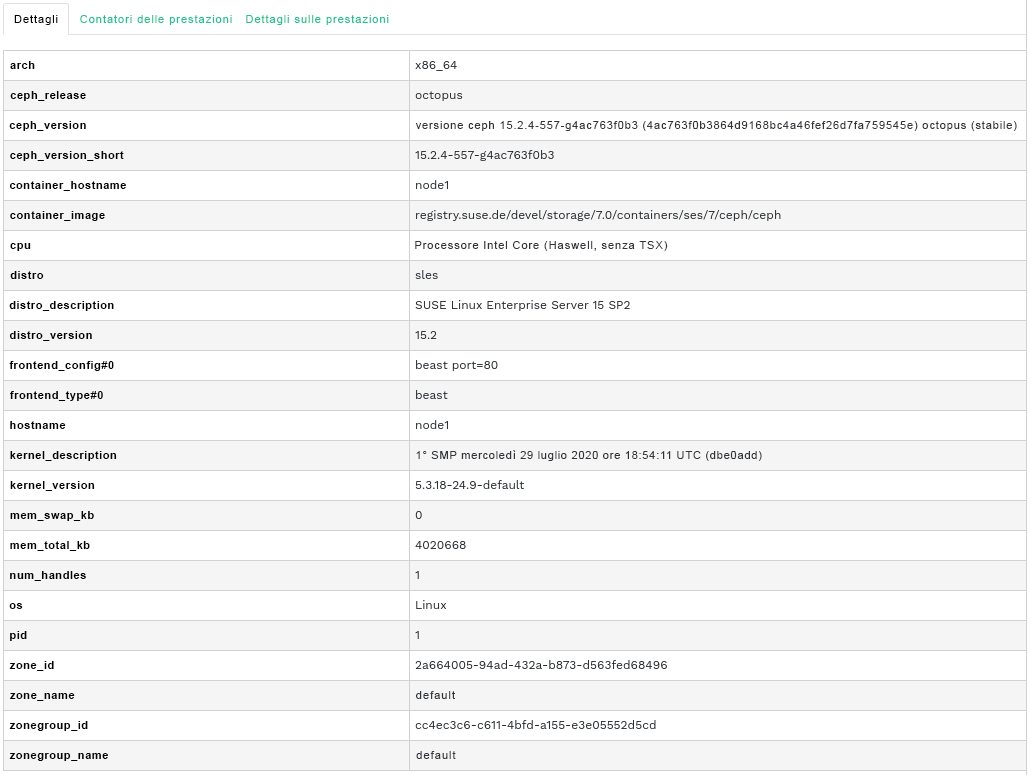 Dettagli Contatori delle prestazioni Dettagli sulle prestazioni
arch x86_64
ceph_release octopus
ceph_version versione ceph 15.2.4-557-g4ac763f0b3 (4ac763f0b3864d9168bc4a46fef26d7fa759545e) octopus (stabile)
ceph_version_short 15.2.4-557-g4ac763f0b3
container_hostname node1
container_image registry.suse.de/devel/storage/7.0/containers/ses/7/ceph/ceph
cpu Processore Intel Core (Haswell, senza TSX)
distro sles
distro_description SUSE Linux Enterprise Server 15 SP2
distro_version 15.2
frontend_config#0 beast port=80
frontend_type#0 beast
hostname node1
kernel_description 1° SMP mercoledì 29 luglio 2020 ore 18:54:11 UTC (dbe0add)
kernel_version 5.3.18-24.9-default
mem_swap_kb 0
mem_total_kb 4020668
num_handles 1
os Linux
pid 1
zone_id 2a664005-94ad-432a-b873-d563fed68496
zone_name default
zonegroup_id cc4ec3c6-c611-4bfd-a155-e3e05552d5cd
zonegroup_name default